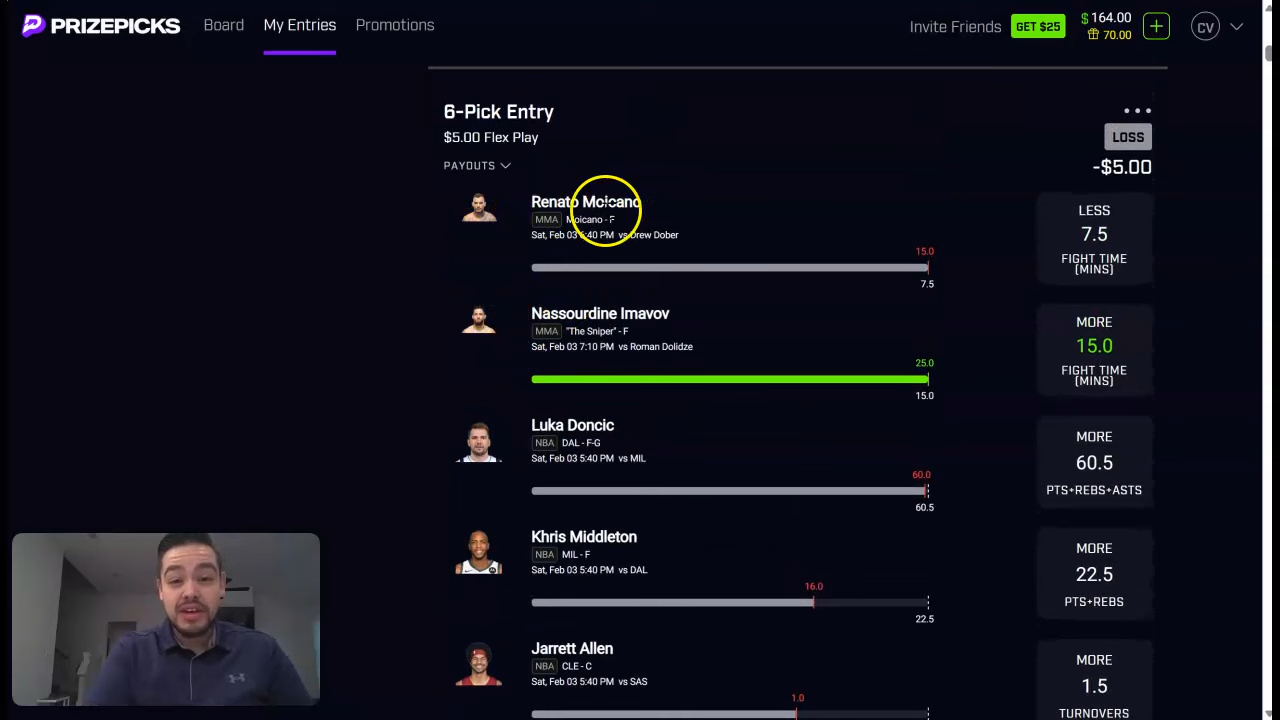 PRIZEPICKS Board My Entries Promotions Invite Friends GET $25 $164.00 70.00 CV
6-Pick Entry
$5.00 Flex Play
LOSS
-$5.00
PAYOUTS
Renato Moicano
MMA Moicano - F
Sat, Feb 03 5:40 PM vs Drew Dober
15.0
7.5
LESS
7.5
FIGHT TIME
(MINS)
Nassourdine Imavov
MMA "The Sniper" - F
Sat, Feb 03 7:10 PM vs Roman Dolidze
25.0
15.0
MORE
15.0
FIGHT TIME
(MINS)
Luka Doncic
NBA DAL - F-G
Sat, Feb 03 5:40 PM vs MIL
60.0
60.5
MORE
60.5
PTS+REBS+ASTS
Khris Middleton
NBA MIL - F
Sat, Feb 03 5:40 PM vs DAL
16.0
22.5
MORE
22.5
PTS+REBS
Jarrett Allen
NBA CLE - C
Sat, Feb 03 5:40 PM vs SAS
1.0
MORE
1.5
TURNOVERS